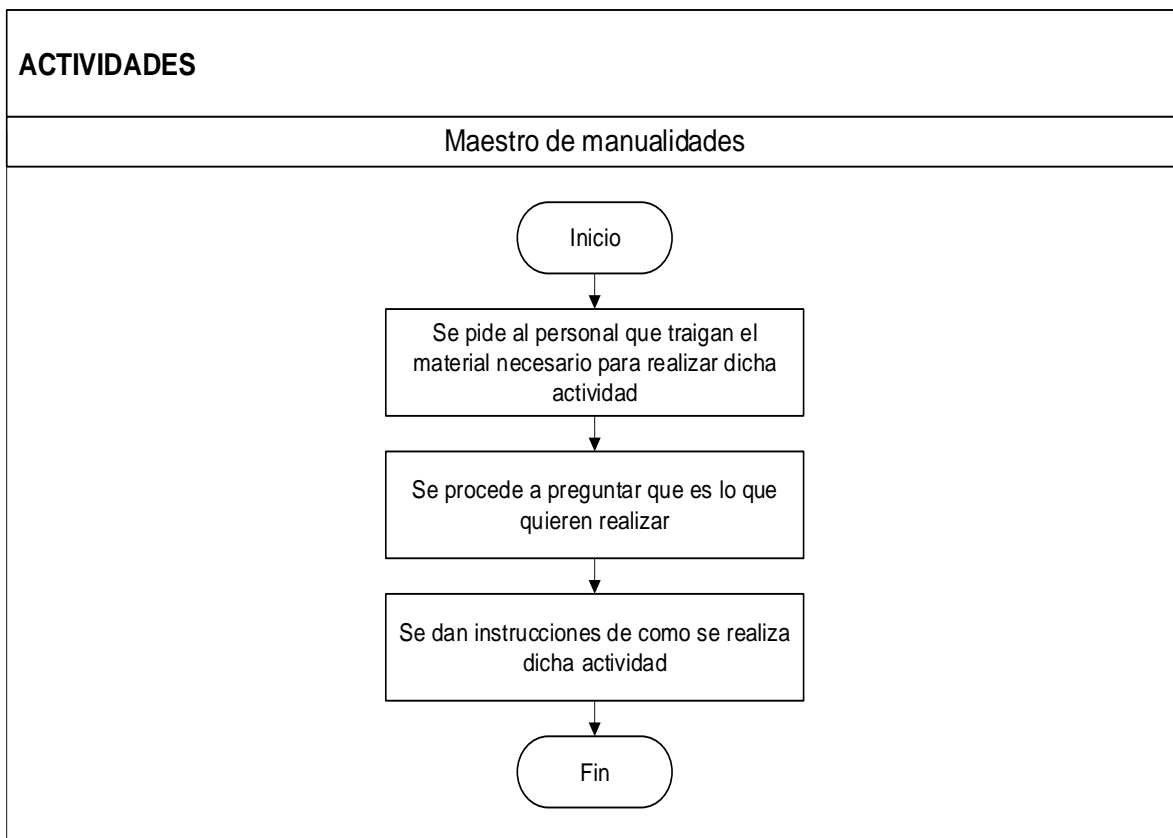 ACTIVIDADES
Maestro de manualidades
Inicio
Se pide al personal que traigan el
material necesario para realizar dicha
actividad
Se procede a preguntar que es lo que
quieren realizar
Se dan instrucciones de como se realiza
dicha actividad
Fin